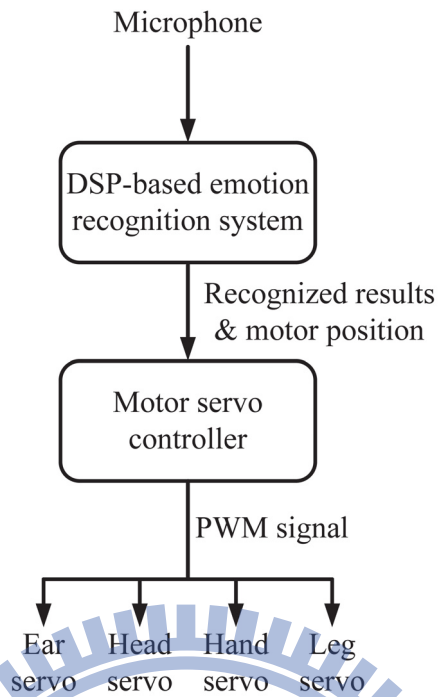 Microphone
DSP-based emotion
recognition system
Recognized results
& motor position
Motor servo
controller
PWM signal
Ear Head Hand Leg
servo servo servo servo